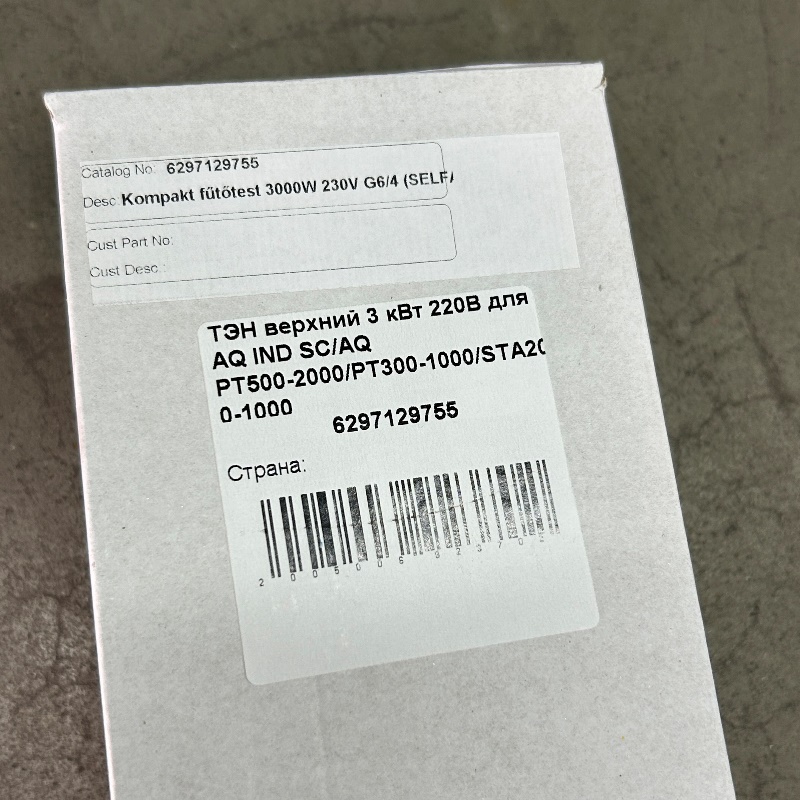 Catalog No: 6297129755
Desc: Kompakt fűtőtest 3000W 230V G6/4 (SELF/
Cust Part No:
Cust Desc.:
ТЭН верхний 3 кВт 220В для
AQ IND SC/AQ
PT500-2000/PT300-1000/STA20
0-1000
6297129755
Страна: